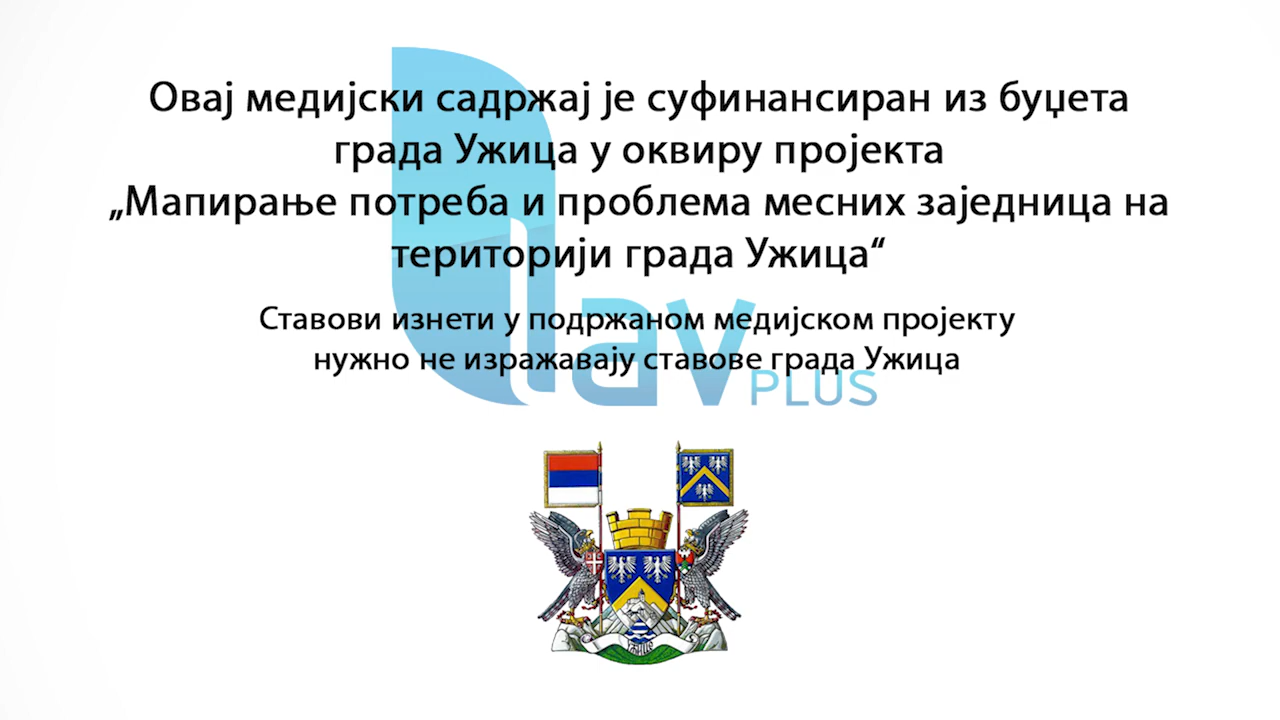 Овај медијски садржај је суфинансиран из буџета
града Ужица у оквиру пројекта
„Мапирање потреба и проблема месних заједница на
територији града Ужица“
Ставови изнети у подржаном медијском пројекту
нужно не изражавају ставове града Ужица
lav
PLUS